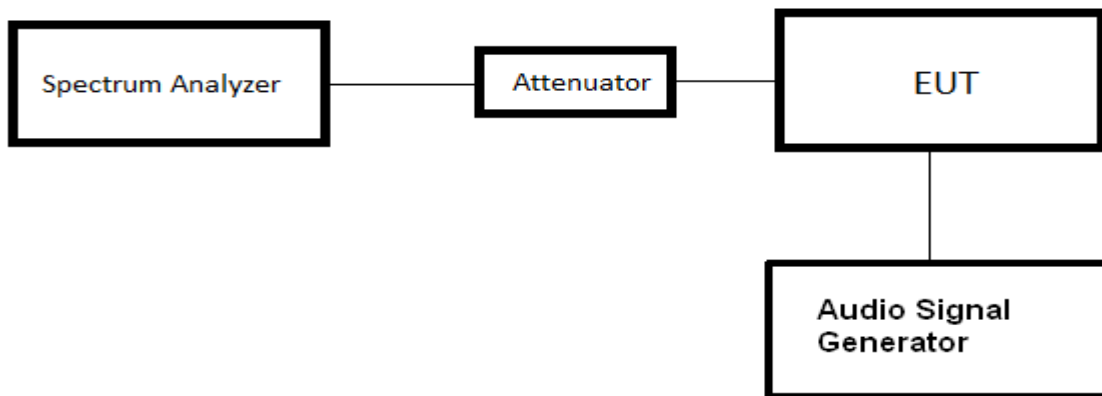 Spectrum Analyzer
Attenuator
EUT
Audio Signal
Generator